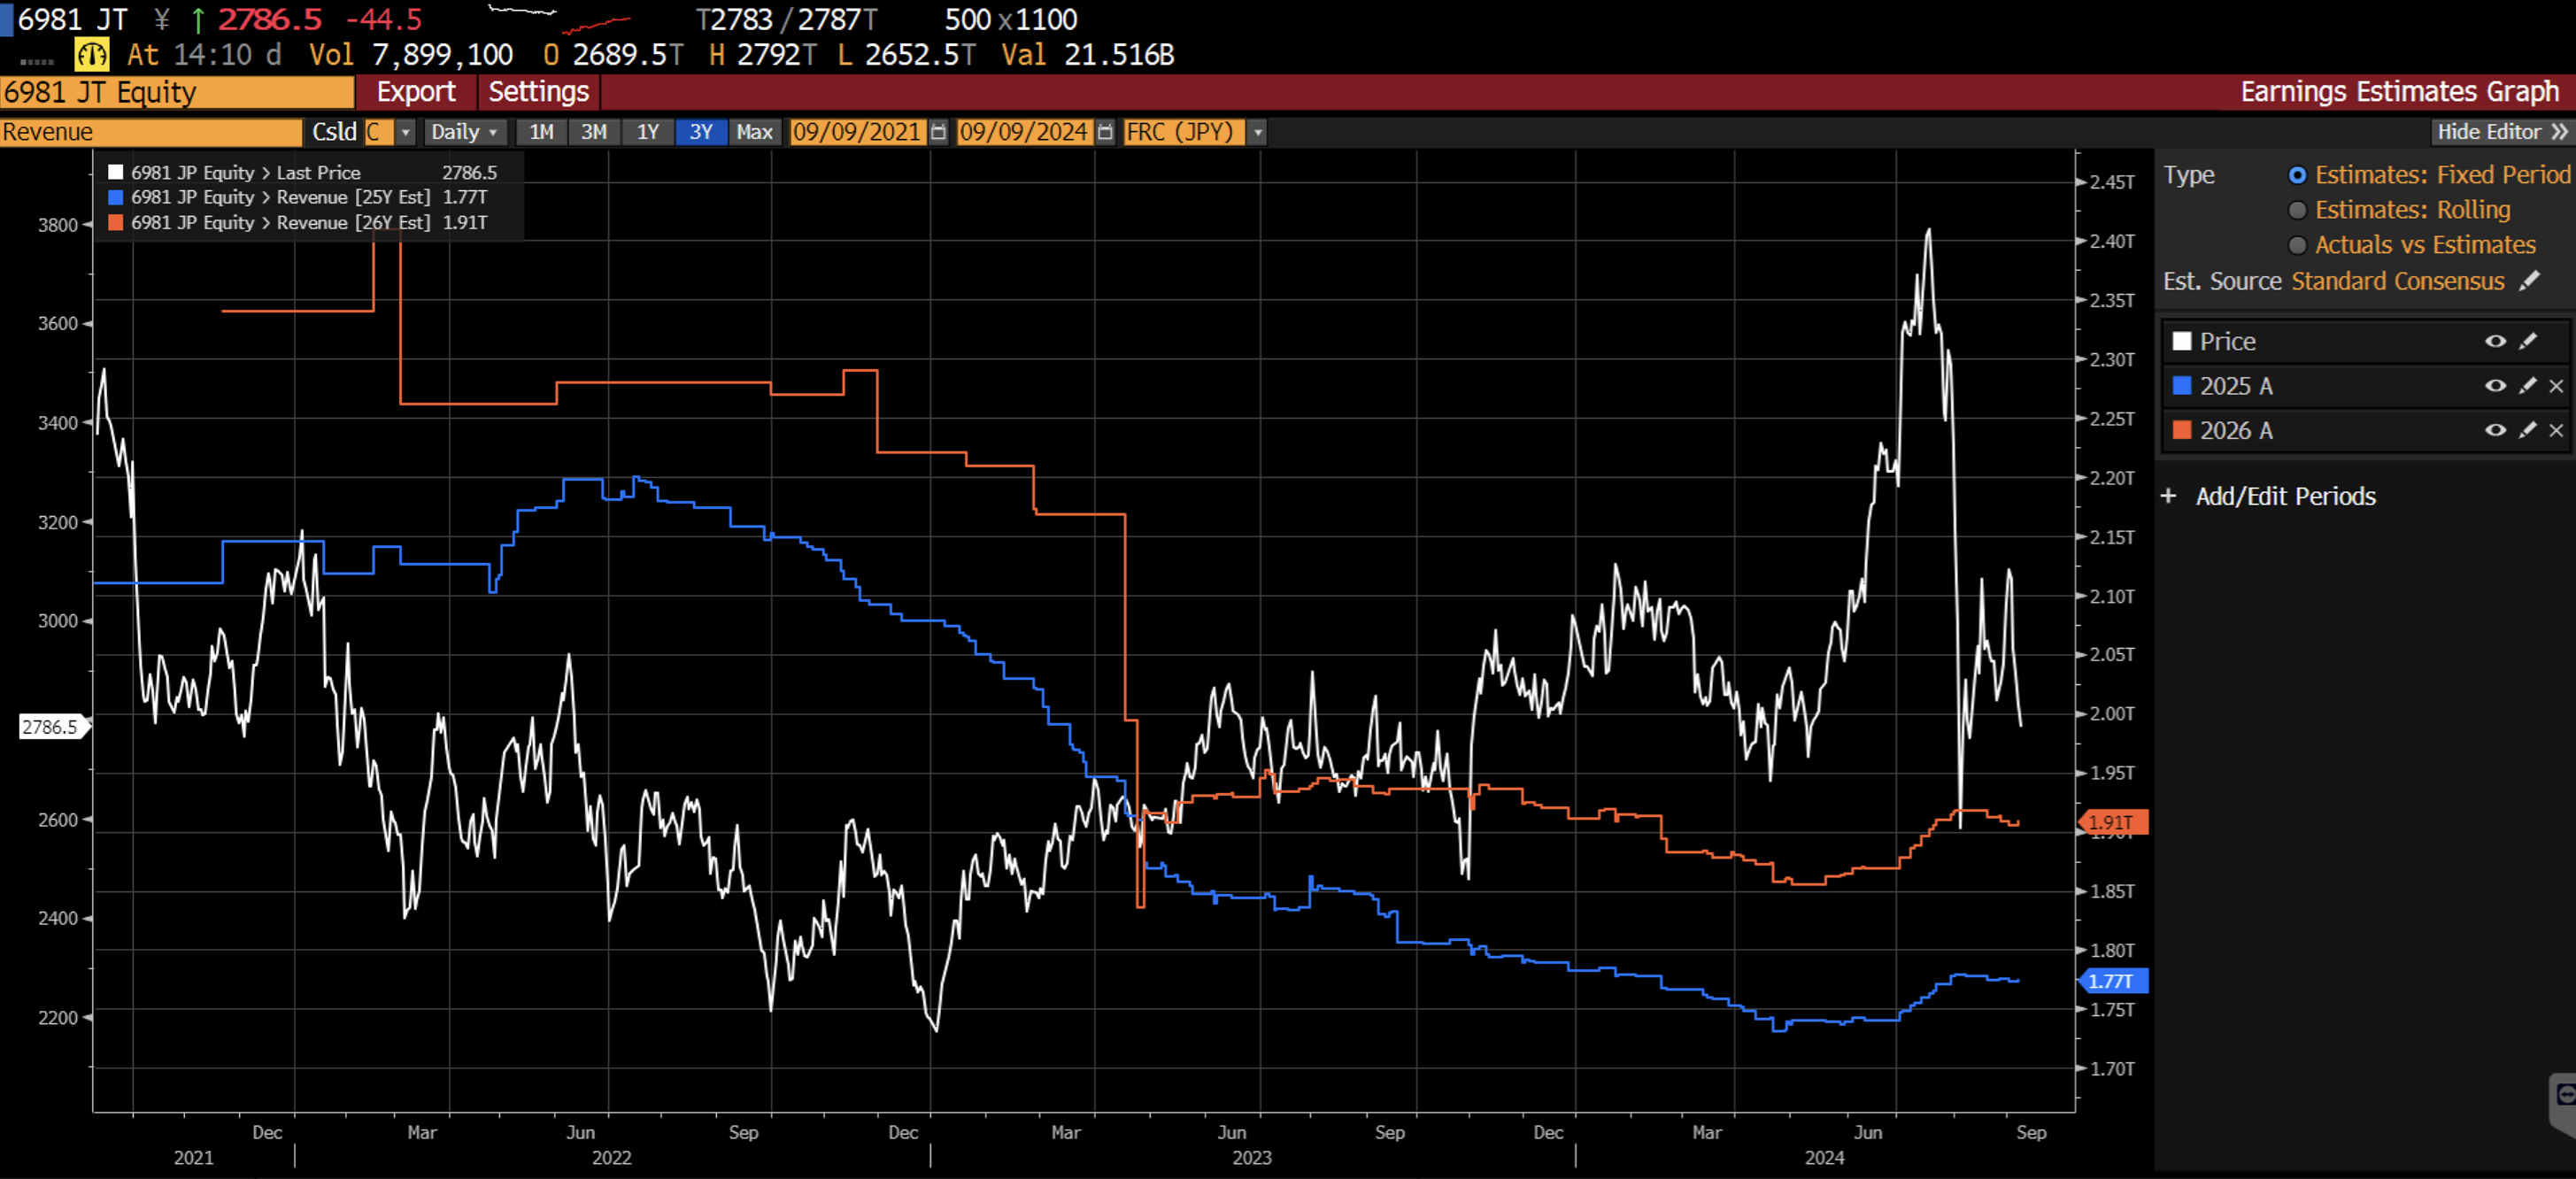 6981 JT ¥ ↑ 2786.5 -44.5 T2783 / 2787T 500 x1100
At 14:10 d Vol 7,899,100 O 2689.5T H 2792T L 2652.5T Val 21.516B
6981 JT Equity Export Settings Earnings Estimates Graph
Revenue Csld C Daily 1M 3M 1Y 3Y Max 09/09/2021 09/09/2024 FRC (JPY) Hide Editor »
6981 JP Equity > Last Price 2786.5
6981 JP Equity > Revenue [25Y Est] 1.77T
6981 JP Equity > Revenue [26Y Est] 1.91T
3800
3600
3400
3200
3000
2786.5
2600
2400
2200
2.45T
2.40T
2.35T
2.30T
2.25T
2.20T
2.15T
2.10T
2.05T
2.00T
1.95T
1.91T
1.90T
1.85T
1.80T
1.77T
1.75T
1.70T
Dec Mar Jun Sep Dec Mar Jun Sep Dec Mar Jun Sep
2021 2022 2023 2024
Type Estimates: Fixed Period
Estimates: Rolling
Actuals vs Estimates
Est. Source Standard Consensus
Price
2025 A
2026 A
+ Add/Edit Periods